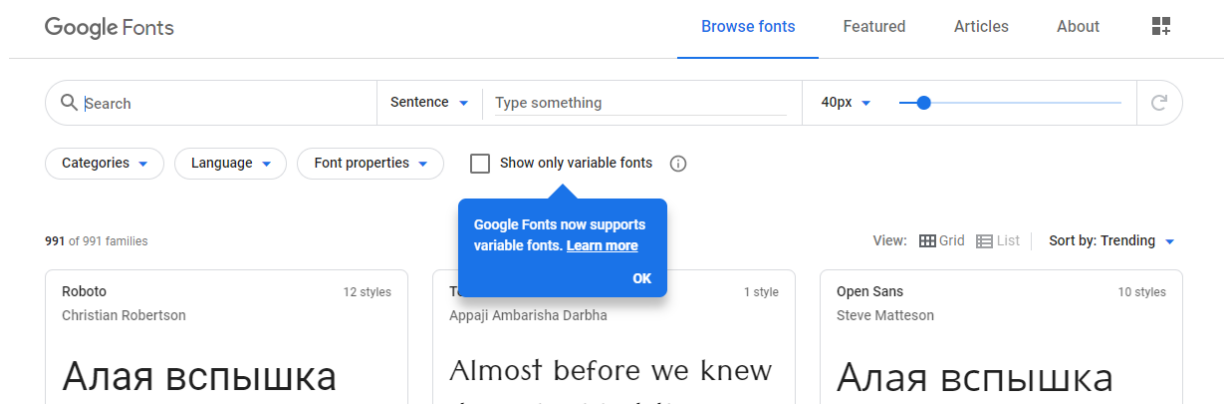 Google Fonts
Browse fonts
Featured
Articles
About
Search
Sentence
Type something
40px
Categories
Language
Font properties
Show only variable fonts
Google Fonts now supports
variable fonts. Learn more
OK
991 of 991 families
View:
Grid
List
Sort by: Trending
Roboto
12 styles
Christian Robertson
Алая вспышка
1 style
Appaji Ambarisha Darbha
Almost before we knew
Open Sans
10 styles
Steve Matteson
Алая вспышка